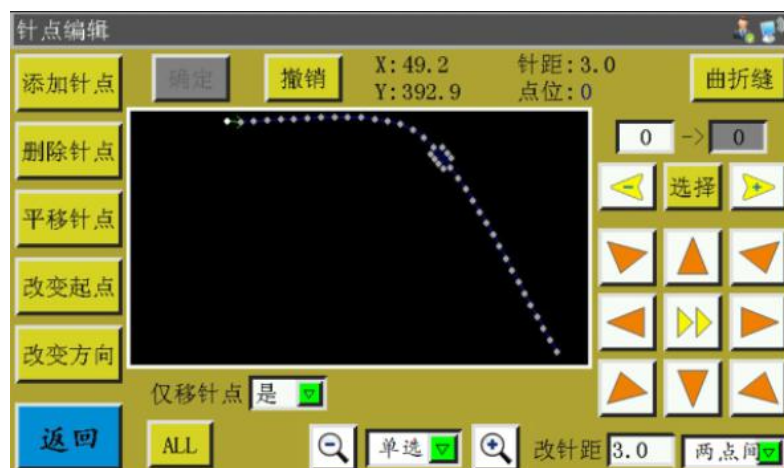 针点编辑
添加针点
确定
撤销
X:49.2
Y:392.9
针距:3.0
点位:0
曲折缝
删除针点
0
->
0
平移针点
-
选择
+
改变起点
改变方向
仅移针点
是
返回
ALL
单选
改针距
3.0
两点间